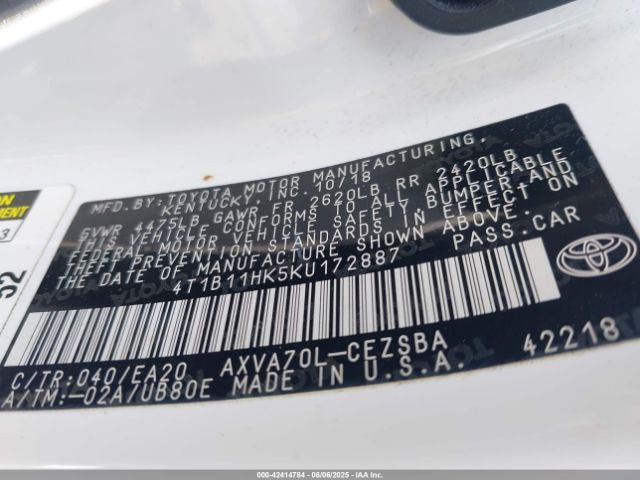 MFD. BY: TOYOTA MOTOR MANUFACTURING,
KENTUCKY, INC. 10/18
GVWR 4475LB GAWR FR 2620LB RR 2420LB
THIS VEHICLE CONFORMS TO ALL APPLICABLE
FEDERAL MOTOR VEHICLE SAFETY, BUMPER, AND
THEFT PREVENTION STANDARDS IN EFFECT ON
THE DATE OF MANUFACTURE SHOWN ABOVE.
4T1B11HK5KU172887 PASS.CAR
C/TR:040/EA20 AXVA70L-CEZSBA 42218
A/TM:-02A/UB80E MADE IN U.S.A.
TOYOTA
52
3
000-42414784 | 06/06/2025 - IAA Inc.